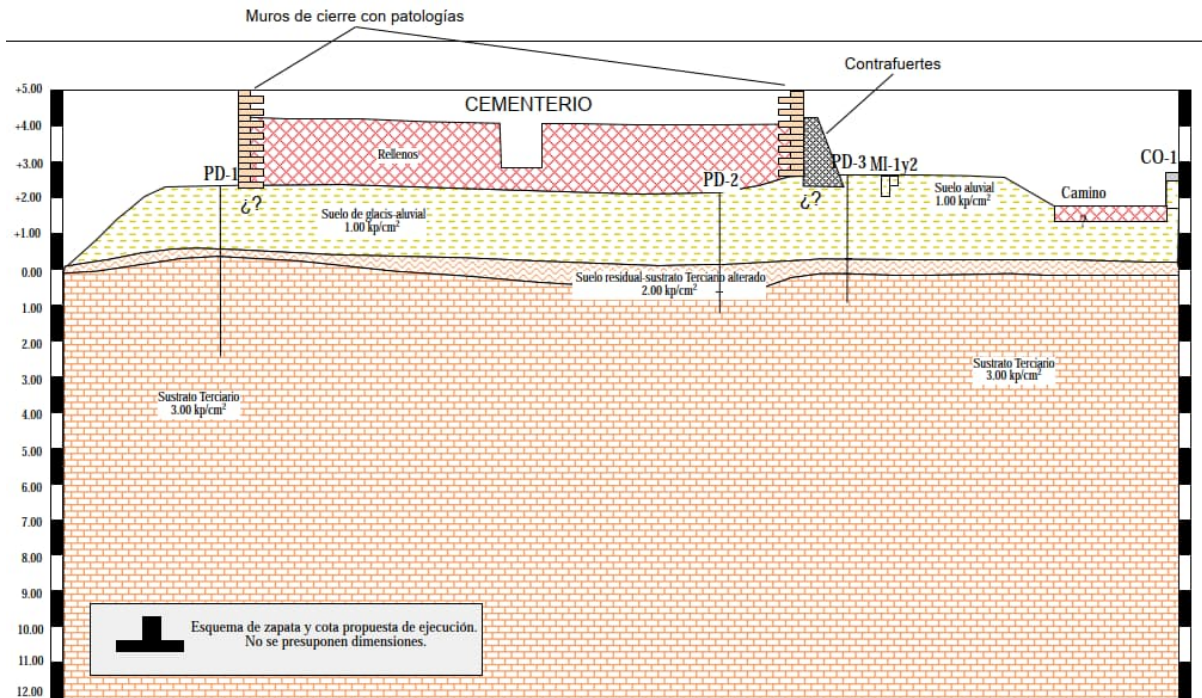 Muros de cierre con patologías
Contrafuertes
+5.00
CEMENTERIO
+4.00
Rellenos
+3.00
PD-1
PD-2
PD-3
MI-1y2
CO-1
+2.00
¿?
¿?
Suelo de glacis-aluvial
1.00 kp/cm²
Suelo aluvial
1.00 kp/cm²
Camino
?
+1.00
0.00
Suelo residual-sustrato Terciario alterado
2.00 kp/cm²
1.00
2.00
3.00
Sustrato Terciario
3.00 kp/cm²
Sustrato Terciario
3.00 kp/cm²
4.00
5.00
6.00
7.00
8.00
9.00
10.00
11.00
12.00
Esquema de zapata y cota propuesta de ejecución.
No se presuponen dimensiones.